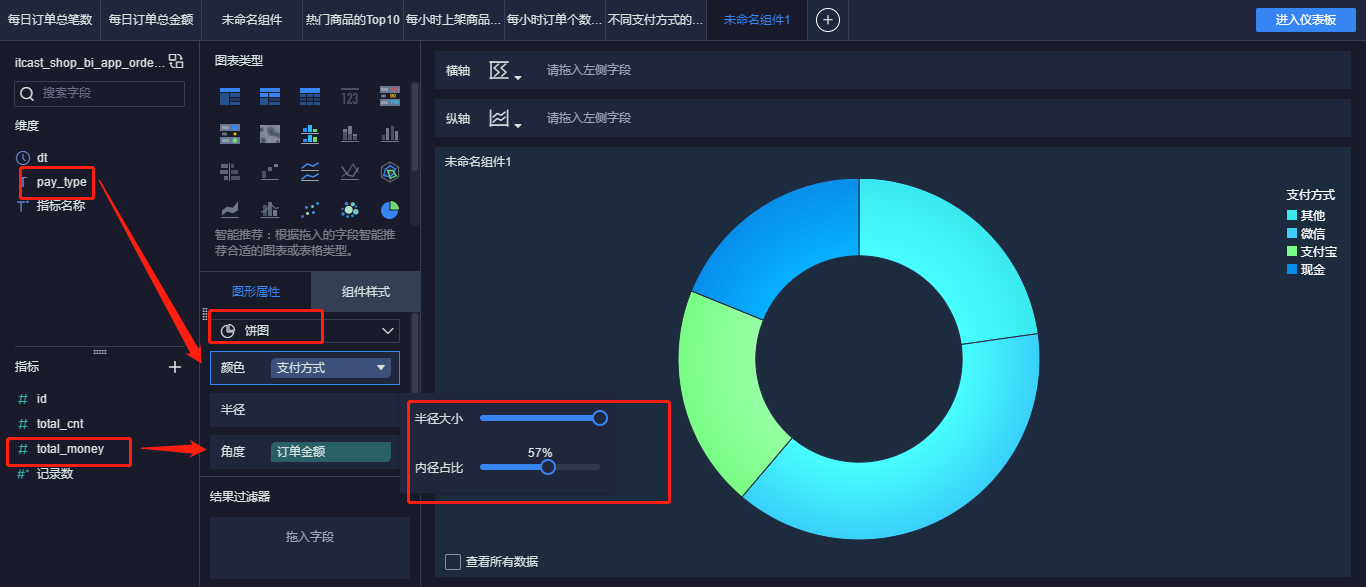 每日订单总笔数
每日订单总金额
未命名组件
热门商品的Top10
每小时上架商品...
每小时订单个数...
不同支付方式的...
未命名组件1
进入仪表板
itcast_shop_bi_app_orde...
搜索字段
维度
dt
T pay_type
T* 指标名称
指标
# id
# total_cnt
# total_money
#* 记录数
图表类型
123
智能推荐：根据拖入的字段智能推
荐合适的图表或表格类型。
图形属性
组件样式
饼图
颜色 支付方式
半径
角度 订单金额
结果过滤器
拖入字段
半径大小
57%
内径占比
横轴 请拖入左侧字段
纵轴 请拖入左侧字段
未命名组件1
支付方式
其他
微信
支付宝
现金
查看所有数据